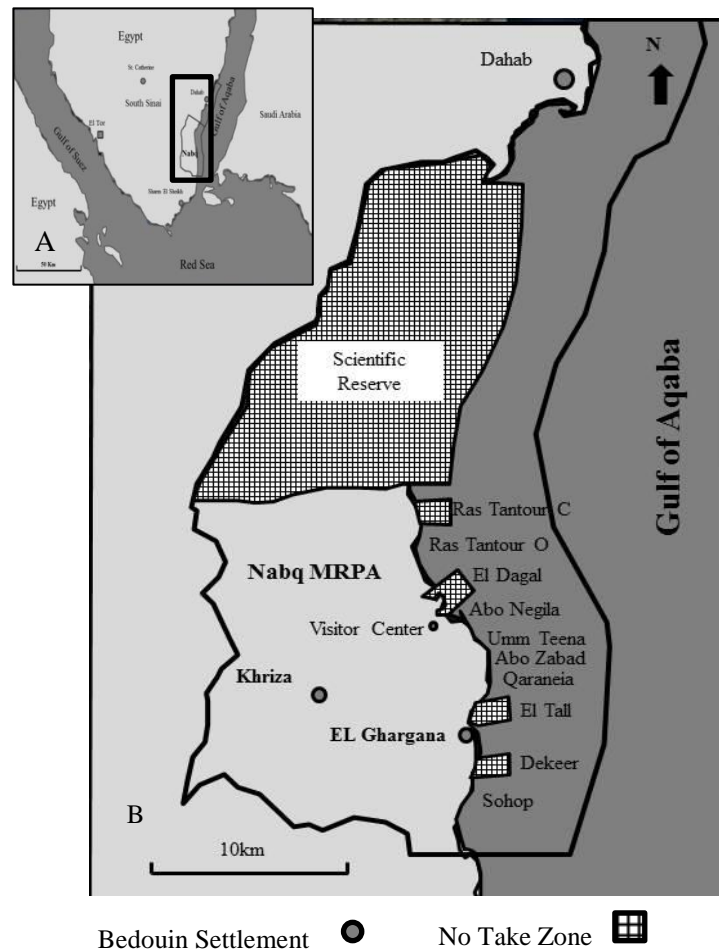 Egypt
St. Catherine
South Sinai
Dahab
El Tor
Nabq
Gulf of Aqaba
Saudi Arabia
Gulf of Suez
Sharm El Sheikh
Egypt
A
50 Km
Red Sea
Dahab
N
Scientific
Reserve
Gulf of Aqaba
Ras Tantour C
Ras Tantour O
Nabq MRPA
El Dagal
Abo Negila
Visitor Center
Umm Teena
Abo Zabad
Qaraneia
Khriza
El Tall
EL Ghargana
Dekeer
Sohop
B
10km
Bedouin Settlement
No Take Zone